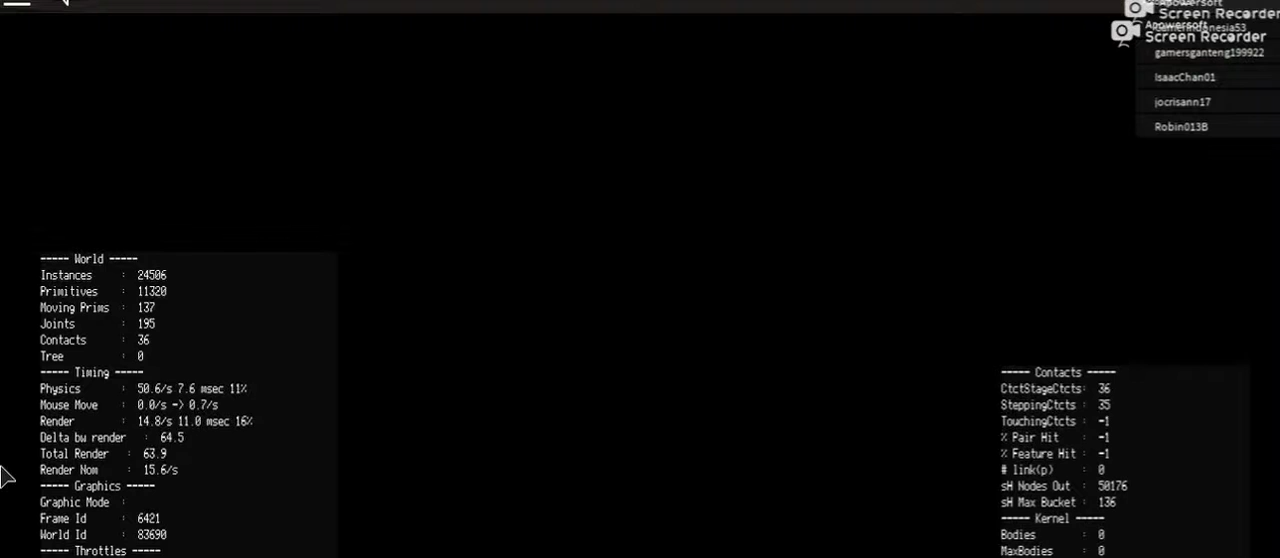 Apowersoft
Screen Recorder
Apowersoft
GamerIndonesia53
Screen Recorder
gamersganteng199922
IsaacChan01
jocrisann17
Robin013B
----- World -----
Instances : 24506
Primitives : 11320
Moving Prims : 137
Joints : 195
Contacts : 36
Tree : 0
----- Timing -----
Physics : 50.6/s 7.6 msec 11%
Mouse Move : 0.0/s -> 0.7/s
Render : 14.8/s 11.0 msec 16%
Delta bw render : 64.5
Total Render : 63.9
Render Nom : 15.6/s
----- Graphics -----
Graphic Mode :
Frame Id : 6421
World Id : 83690
----- Throttles -----
----- Contacts -----
CtctStageCtcts: 36
SteppingCtcts : 35
TouchingCtcts : -1
% Pair Hit : -1
% Feature Hit : -1
# link(p) : 0
sH Nodes Out : 50176
sH Max Bucket : 136
----- Kernel -----
Bodies : 0
MaxBodies : 0